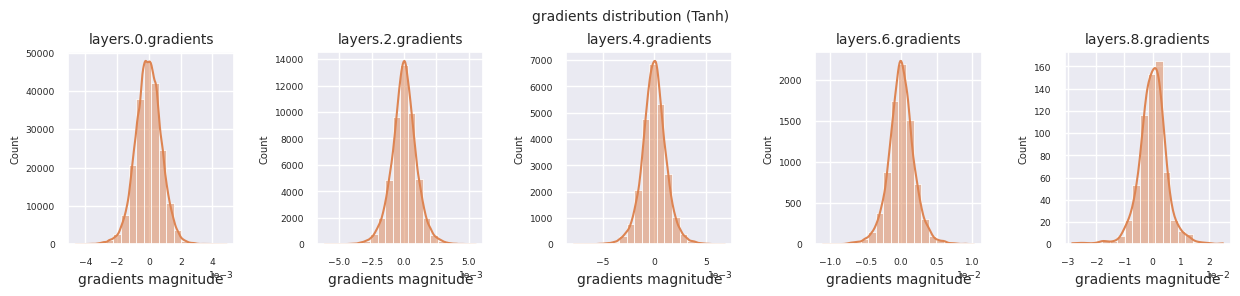 gradients distribution (Tanh)
layers.0.gradients
50000
40000
30000
20000
10000
0
Count
−4 −2 0 2 4
1e−3
gradients magnitude
layers.2.gradients
14000
12000
10000
8000
6000
4000
2000
0
Count
−5.0 −2.5 0.0 2.5 5.0
1e−3
gradients magnitude
layers.4.gradients
7000
6000
5000
4000
3000
2000
1000
0
Count
−5 0 5
1e−3
gradients magnitude
layers.6.gradients
2000
1500
1000
500
0
Count
−1.0 −0.5 0.0 0.5 1.0
1e−2
gradients magnitude
layers.8.gradients
160
140
120
100
80
60
40
20
0
Count
−3 −2 −1 0 1 2
1e−2
gradients magnitude